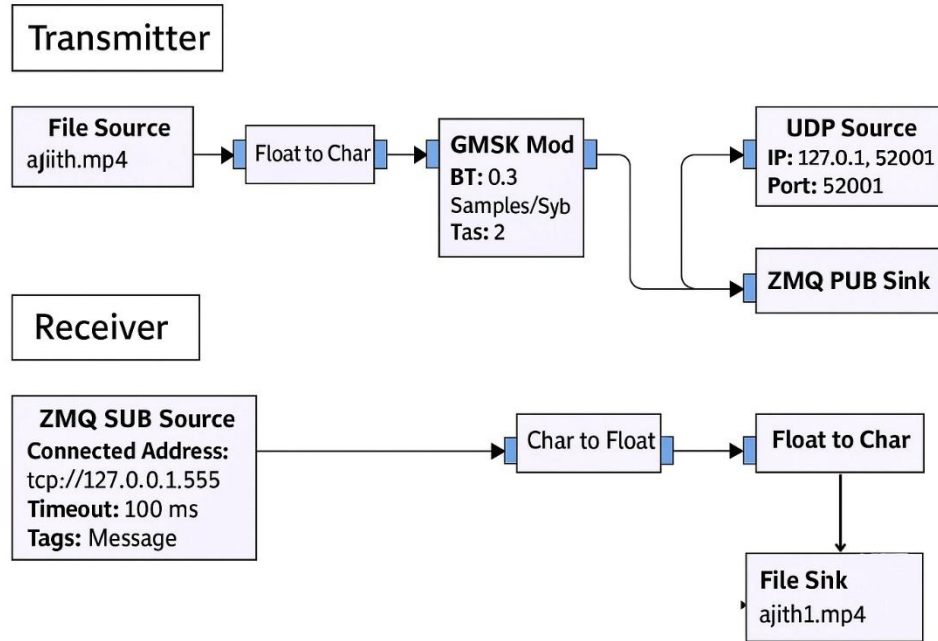 Transmitter
File Source
ajiith.mp4
Float to Char
GMSK Mod
BT: 0.3
Samples/Syb
Tas: 2
UDP Source
IP: 127.0.1, 52001
Port: 52001
ZMQ PUB Sink
Receiver
ZMQ SUB Source
Connected Address:
tcp://127.0.0.1.555
Timeout: 100 ms
Tags: Message
Char to Float
Float to Char
File Sink
ajith1.mp4